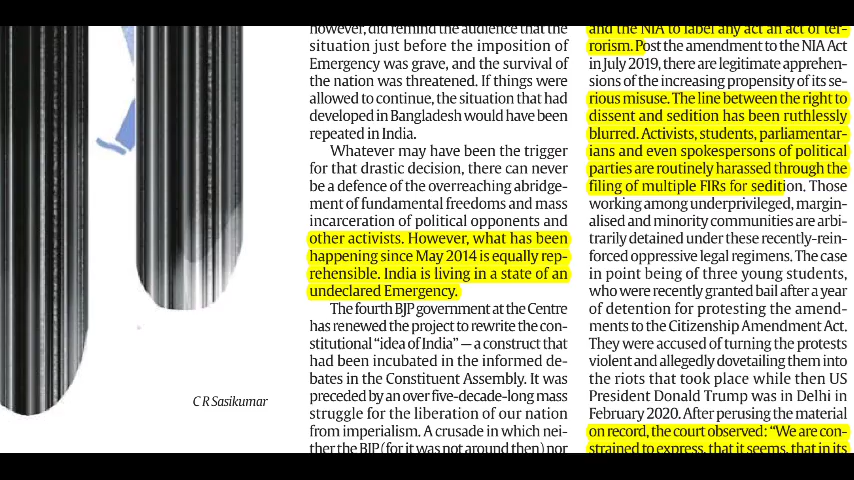 however, did remind the audience that the
situation just before the imposition of
Emergency was grave, and the survival of
the nation was threatened. If things were
allowed to continue, the situation that had
developed in Bangladesh would have been
repeated in India.
Whatever may have been the trigger
for that drastic decision, there can never
be a defence of the overreaching abridge-
ment of fundamental freedoms and mass
incarceration of political opponents and
other activists. However, what has been
happening since May 2014 is equally rep-
rehensible. India is living in a state of an
undeclared Emergency.
The fourth BJP government at the Centre
has renewed the project to rewrite the con-
stitutional “idea of India” — a construct that
had been incubated in the informed de-
bates in the Constituent Assembly. It was
preceded by an over five-decade-long mass
struggle for the liberation of our nation
from imperialism. A crusade in which nei-
ther the BJP (for it was not around then) nor
and the NIA to label any act an act of ter-
rorism. Post the amendment to the NIA Act
in July 2019, there are legitimate apprehen-
sions of the increasing propensity of its se-
rious misuse. The line between the right to
dissent and sedition has been ruthlessly
blurred. Activists, students, parliamentar-
ians and even spokespersons of political
parties are routinely harassed through the
filing of multiple FIRs for sedition. Those
working among underprivileged, margin-
alised and minority communities are arbi-
trarily detained under these recently-rein-
forced oppressive legal regimens. The case
in point being of three young students,
who were recently granted bail after a year
of detention for protesting the amend-
ments to the Citizenship Amendment Act.
They were accused of turning the protests
violent and allegedly dovetailing them into
the riots that took place while then US
President Donald Trump was in Delhi in
February 2020. After perusing the material
on record, the court observed: “We are con-
strained to express, that it seems, that in its
C R Sasikumar